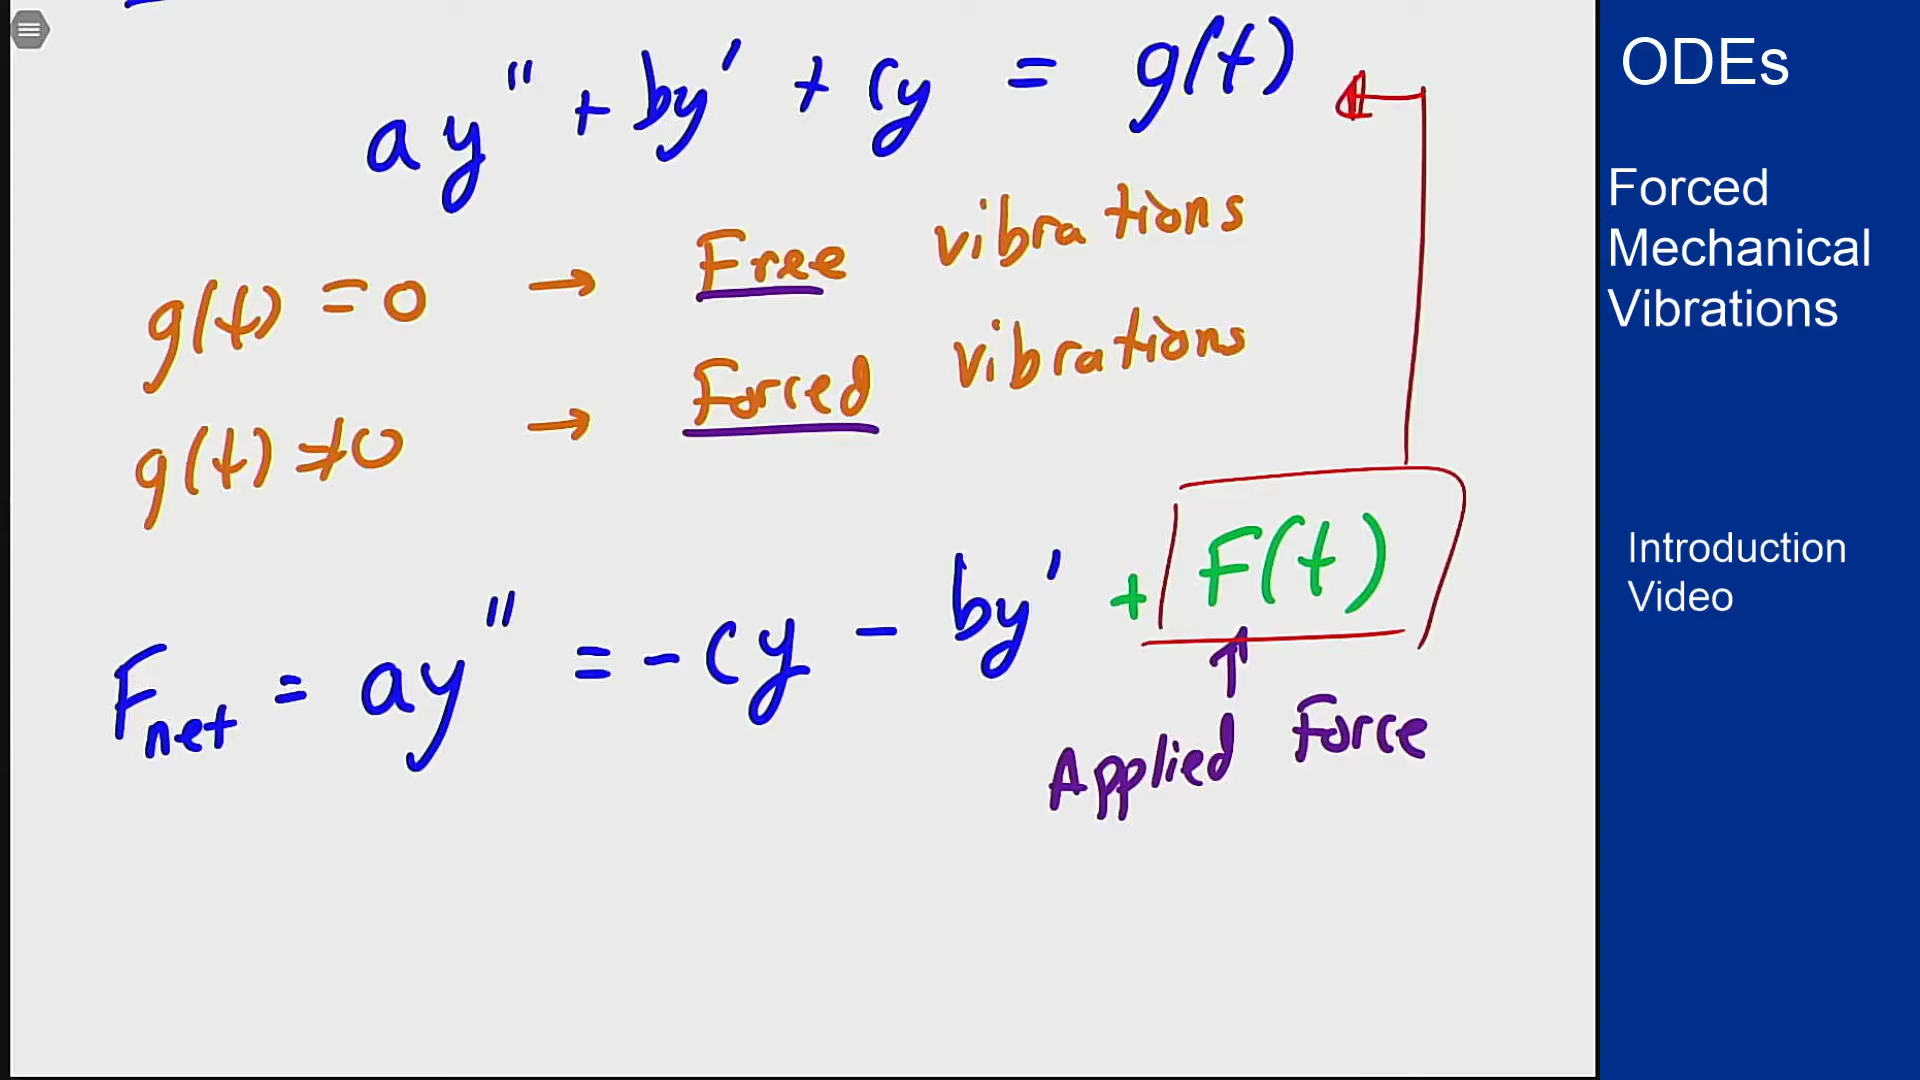 ay'' + by' + cy = g(t)
g(t) = 0 → Free vibrations
g(t) ≠ 0 → Forced vibrations
F_net = ay'' = -cy - by' + F(t)
↑
Applied Force
ODEs
Forced
Mechanical
Vibrations
Introduction
Video